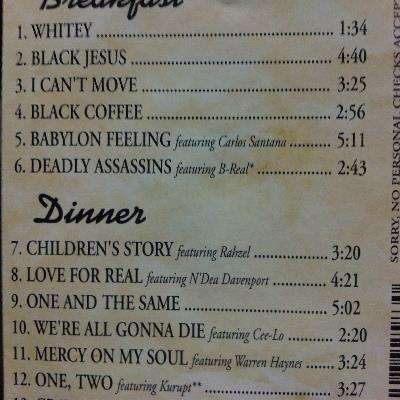 Breakfast
1. WHITEY ........ 1:34
2. BLACK JESUS ........ 4:40
3. I CAN'T MOVE ........ 3:25
4. BLACK COFFEE ........ 2:56
5. BABYLON FEELING featuring Carlos Santana ........ 5:11
6. DEADLY ASSASSINS featuring B-Real* ........ 2:43
Dinner
7. CHILDREN'S STORY featuring Rahzel ........ 3:20
8. LOVE FOR REAL featuring N'Dea Davenport ........ 4:21
9. ONE AND THE SAME ........ 5:02
10. WE'RE ALL GONNA DIE featuring Cee-Lo ........ 2:20
11. MERCY ON MY SOUL featuring Warren Haynes ........ 3:24
12. ONE, TWO featuring Kurupt** ........ 3:27
SORRY, NO PERSONAL CHECKS ACCEP